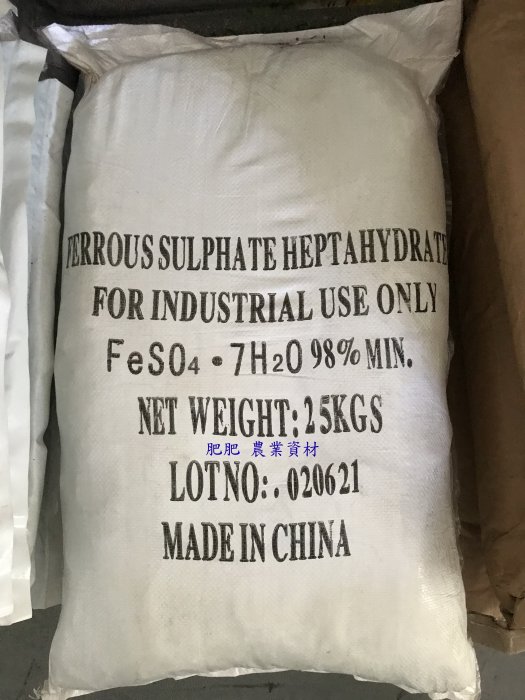 FERROUS SULPHATE HEPTAHYDRATE
FOR INDUSTRIAL USE ONLY
FeSO4 • 7H2O 98% MIN.
NET WEIGHT: 25KGS
肥肥 農業資材
LOTNO:. 020621
MADE IN CHINA